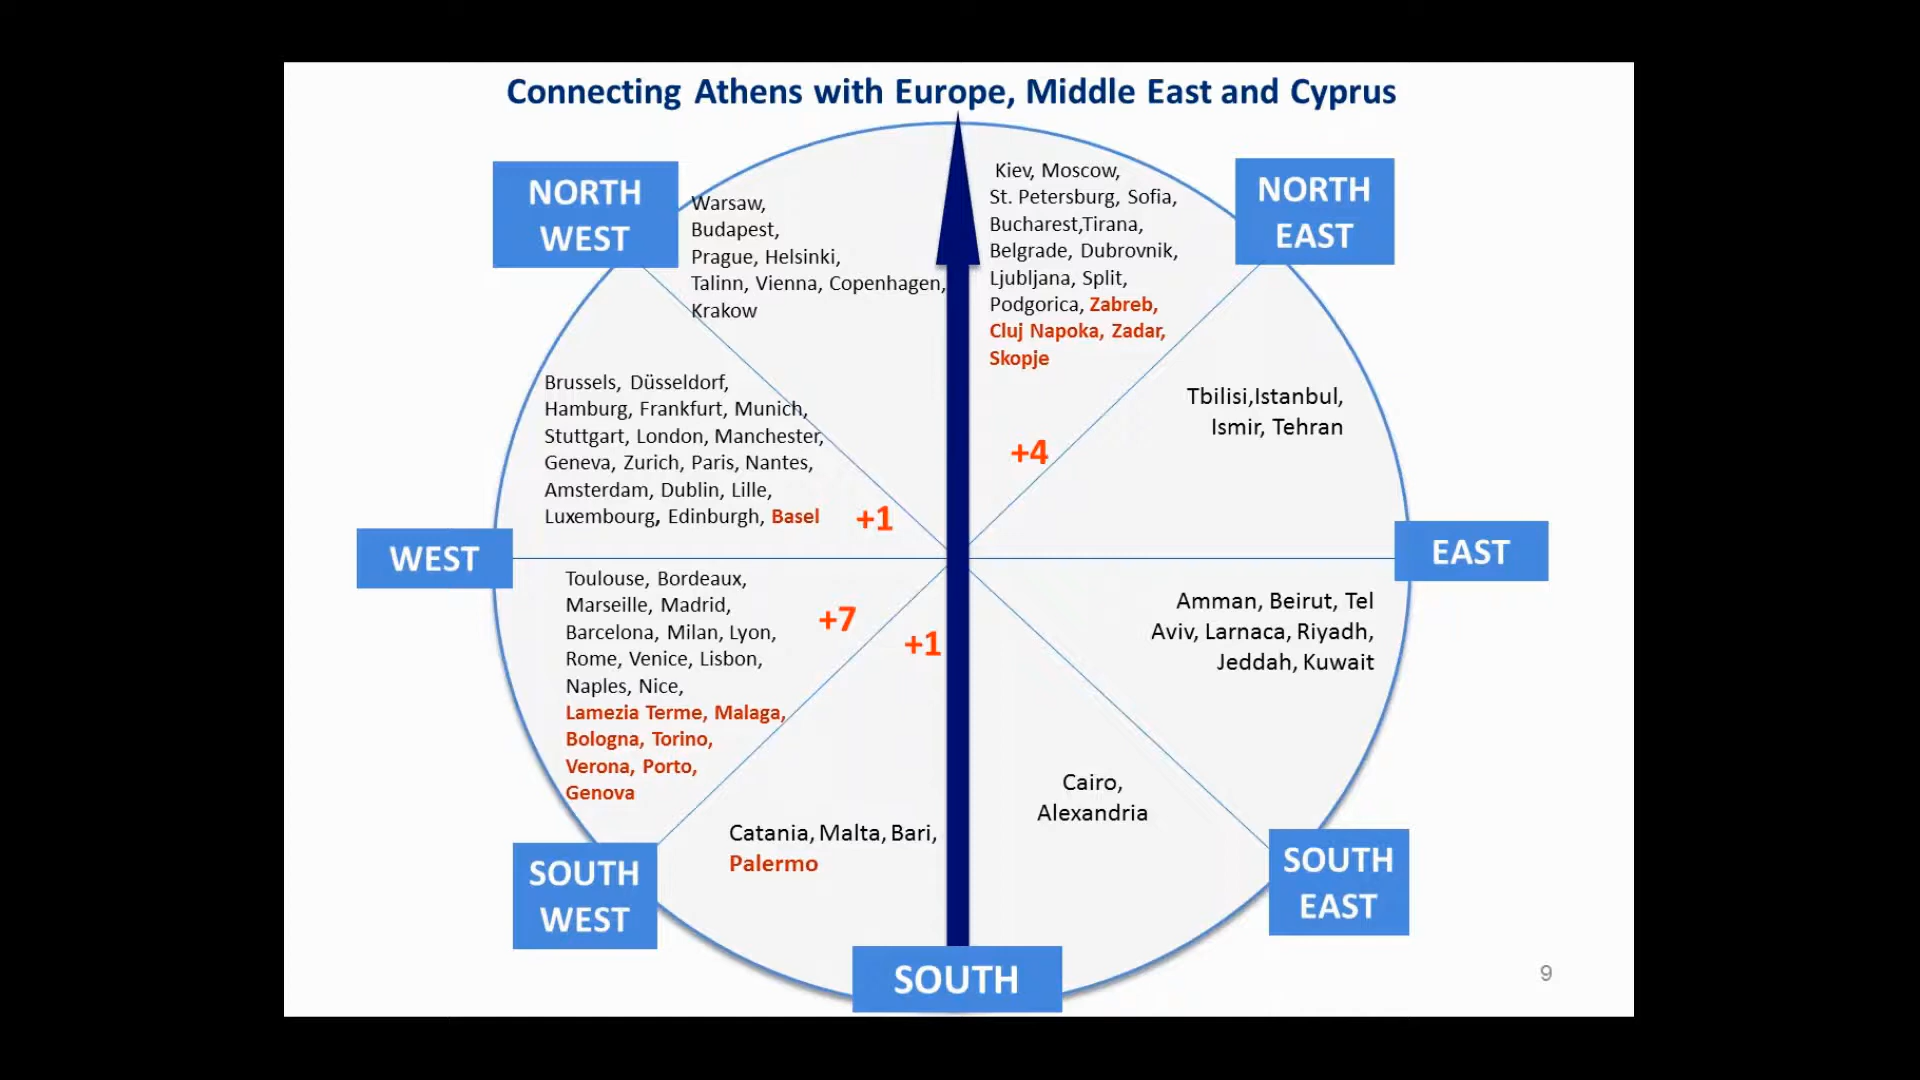 Connecting Athens with Europe, Middle East and Cyprus
NORTH
WEST
Warsaw,
Budapest,
Prague, Helsinki,
Talinn, Vienna, Copenhagen,
Krakow
Kiev, Moscow,
St. Petersburg, Sofia,
Bucharest,Tirana,
Belgrade, Dubrovnik,
Ljubljana, Split,
Podgorica, Zabreb,
Cluj Napoka, Zadar,
Skopje
+4
NORTH
EAST
Brussels, Düsseldorf,
Hamburg, Frankfurt, Munich,
Stuttgart, London, Manchester,
Geneva, Zurich, Paris, Nantes,
Amsterdam, Dublin, Lille,
Luxembourg, Edinburgh, Basel
+1
Tbilisi,Istanbul,
Ismir, Tehran
WEST
EAST
Toulouse, Bordeaux,
Marseille, Madrid,
Barcelona, Milan, Lyon,
Rome, Venice, Lisbon,
Naples, Nice,
Lamezia Terme, Malaga,
Bologna, Torino,
Verona, Porto,
Genova
+7
+1
Amman, Beirut, Tel
Aviv, Larnaca, Riyadh,
Jeddah, Kuwait
Catania, Malta, Bari,
Palermo
Cairo,
Alexandria
SOUTH
WEST
SOUTH
EAST
SOUTH
9